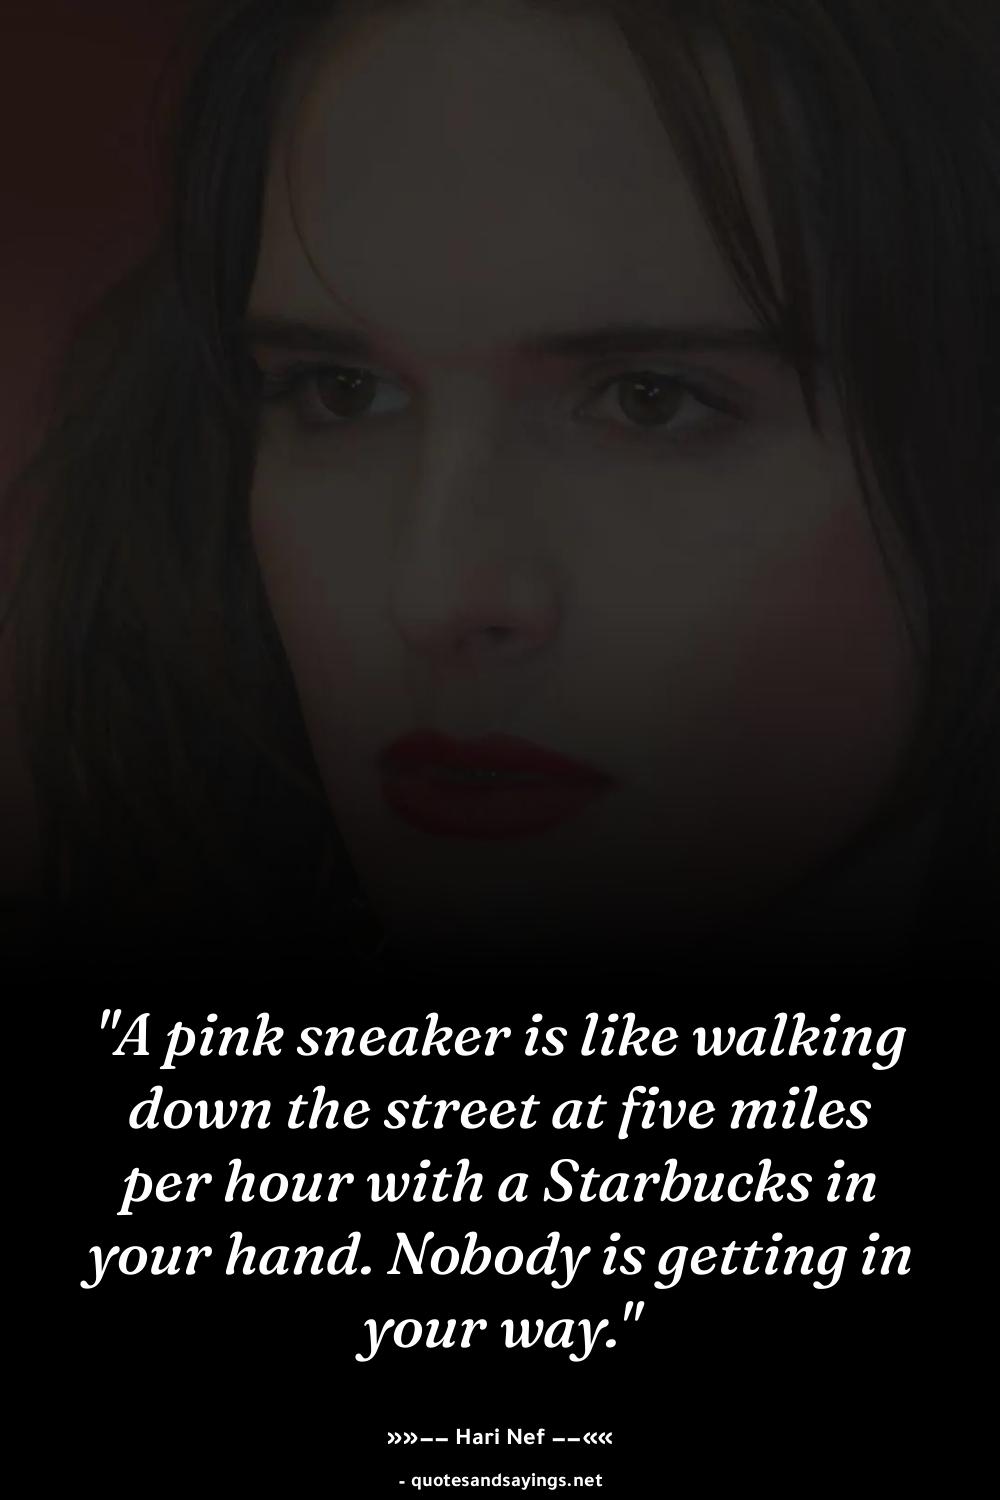 "A pink sneaker is like walking
down the street at five miles
per hour with a Starbucks in
your hand. Nobody is getting in
your way."
»»–– Hari Nef ––««
- quotesandsayings.net